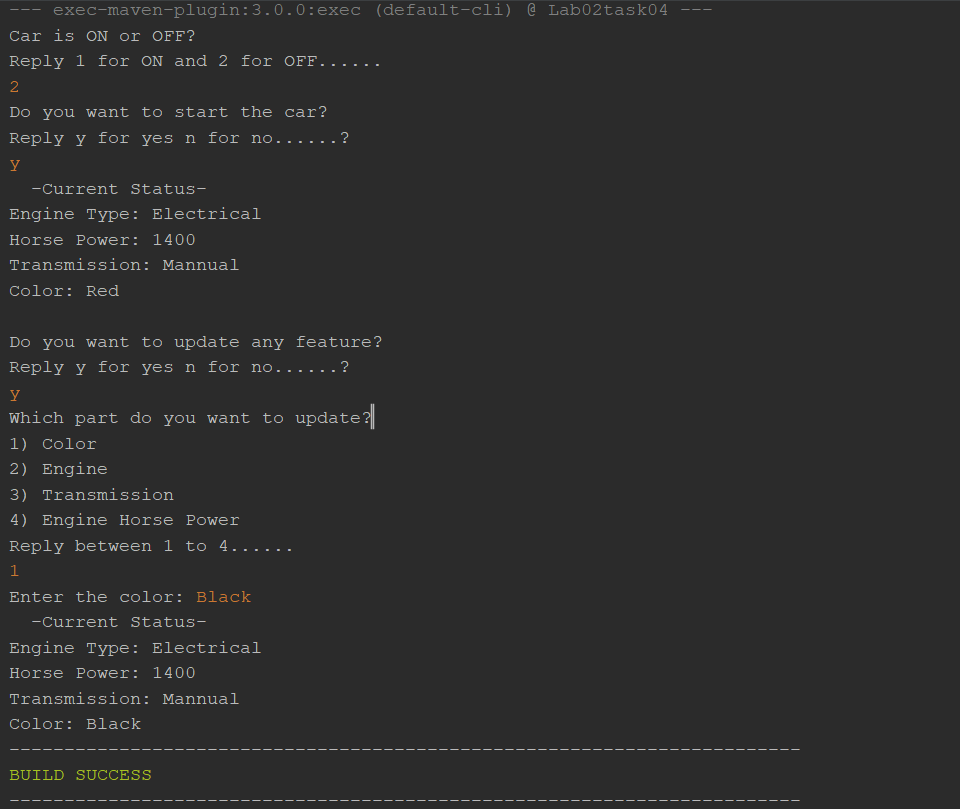 --- exec-maven-plugin:3.0.0:exec (default-cli) @ Lab02task04 ---
Car is ON or OFF?
Reply 1 for ON and 2 for OFF......
2
Do you want to start the car?
Reply y for yes n for no......?
y
  -Current Status-
Engine Type: Electrical
Horse Power: 1400
Transmission: Mannual
Color: Red

Do you want to update any feature?
Reply y for yes n for no......?
y
Which part do you want to update?
1) Color
2) Engine
3) Transmission
4) Engine Horse Power
Reply between 1 to 4......
1
Enter the color: Black
  -Current Status-
Engine Type: Electrical
Horse Power: 1400
Transmission: Mannual
Color: Black
------------------------------------------------------------------------
BUILD SUCCESS
------------------------------------------------------------------------